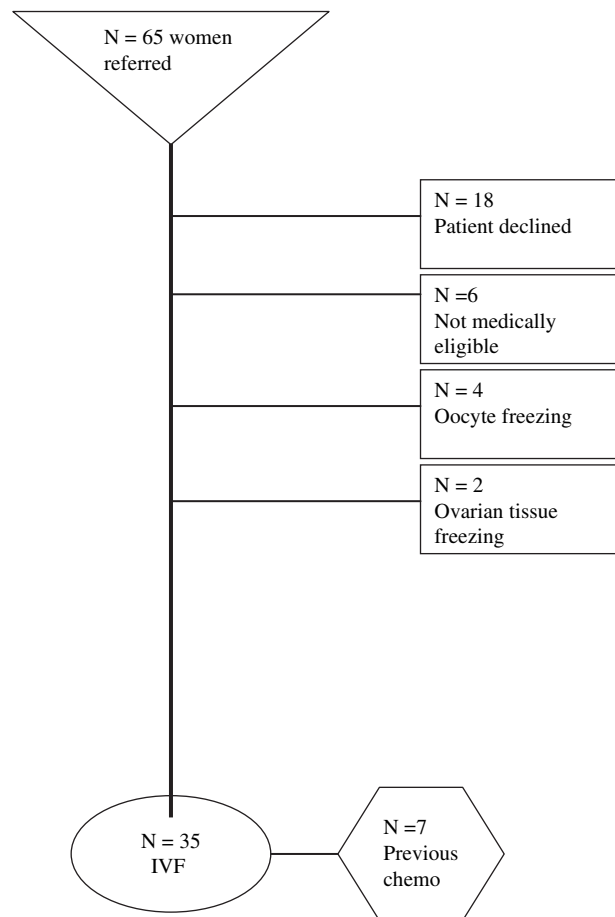 N = 65 women
referred
N = 18
Patient declined
N =6
Not medically
eligible
N = 4
Oocyte freezing
N = 2
Ovarian tissue
freezing
N = 35
IVF
N =7
Previous
chemo